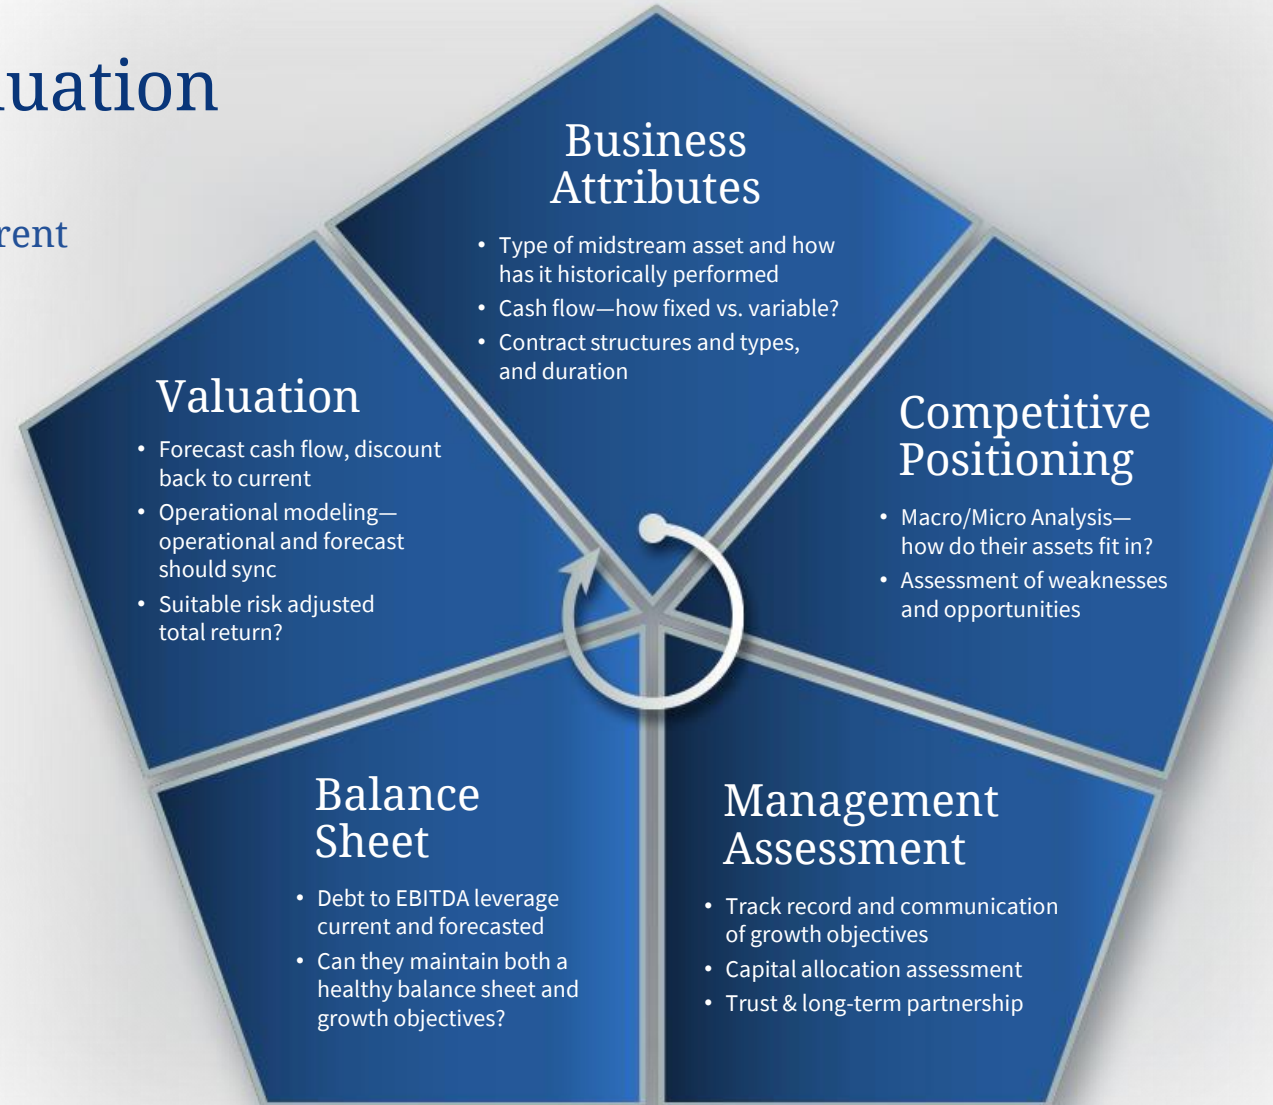 luation
rent
Business
Attributes
• Type of midstream asset and how
has it historically performed
• Cash flow—how fixed vs. variable?
• Contract structures and types,
and duration
Competitive
Positioning
• Macro/Micro Analysis—
how do their assets fit in?
• Assessment of weaknesses
and opportunities
Management
Assessment
• Track record and communication
of growth objectives
• Capital allocation assessment
• Trust & long-term partnership
Balance
Sheet
• Debt to EBITDA leverage
current and forecasted
• Can they maintain both a
healthy balance sheet and
growth objectives?
Valuation
• Forecast cash flow, discount
back to current
• Operational modeling—
operational and forecast
should sync
• Suitable risk adjusted
total return?